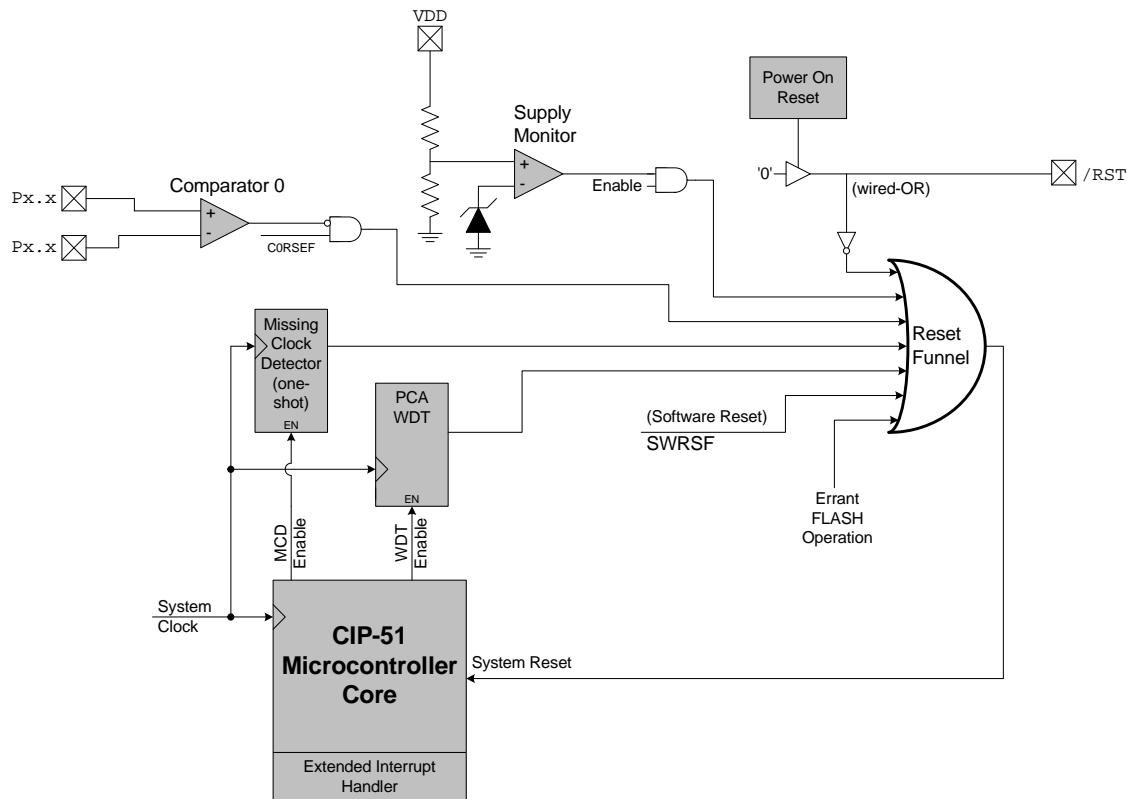 VDD
Power On
Reset
Supply
Monitor
+
-
Enable
'0'
(wired-OR)
/RST
Comparator 0
Px.x
Px.x
+
-
C0RSEF
Missing
Clock
Detector
(one-
shot)
EN
PCA
WDT
EN
Reset
Funnel
(Software Reset)
SWRSF
Errant
FLASH
Operation
MCD
Enable
WDT
Enable
System
Clock
CIP-51
Microcontroller
Core
System Reset
Extended Interrupt
Handler